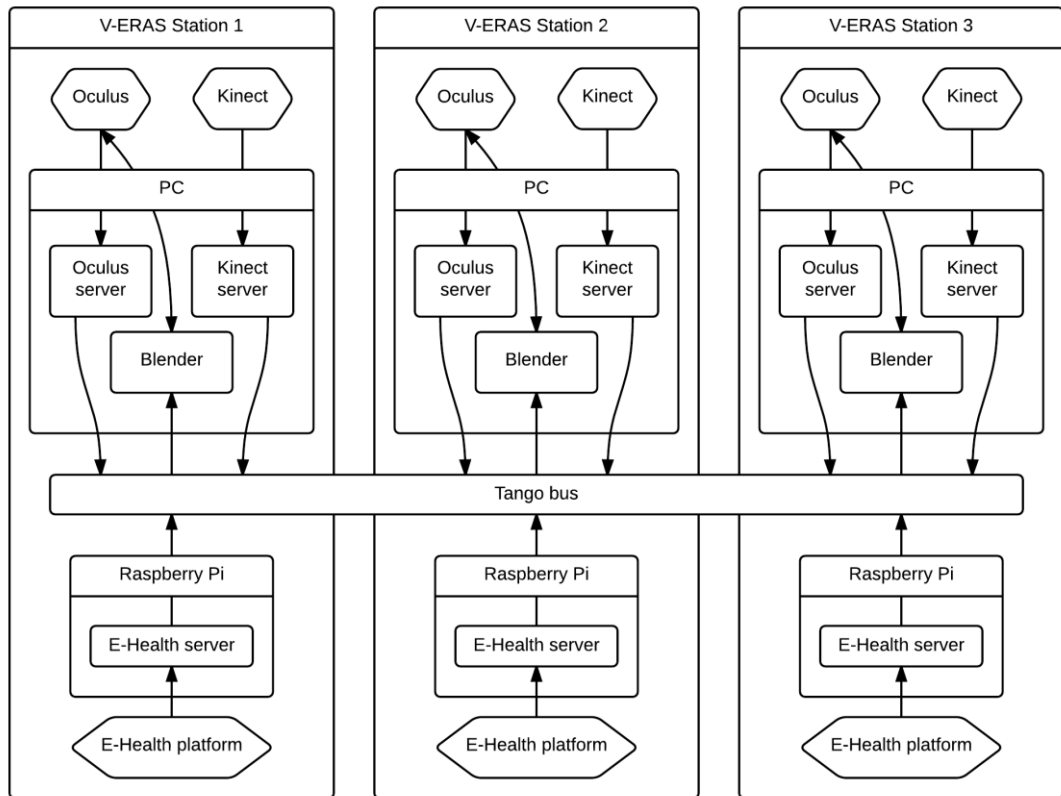 V-ERAS Station 1
Oculus
Kinect
PC
Oculus
server
Kinect
server
Blender
V-ERAS Station 2
Oculus
Kinect
PC
Oculus
server
Kinect
server
Blender
V-ERAS Station 3
Oculus
Kinect
PC
Oculus
server
Kinect
server
Blender
Tango bus
Raspberry Pi
E-Health server
E-Health platform
Raspberry Pi
E-Health server
E-Health platform
Raspberry Pi
E-Health server
E-Health platform